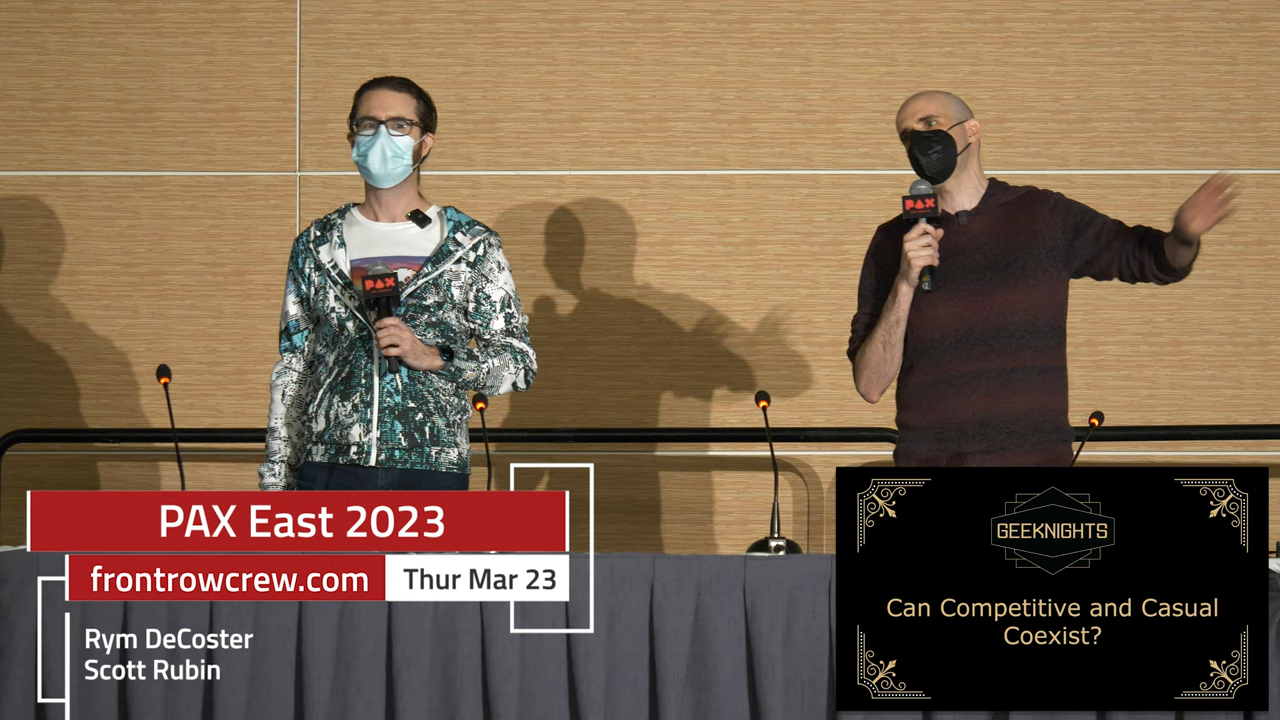 PAX
PAX
PAX East 2023
frontrowcrew.com
Thur Mar 23
Rym DeCoster
Scott Rubin
GEEKNIGHTS
Can Competitive and Casual
Coexist?